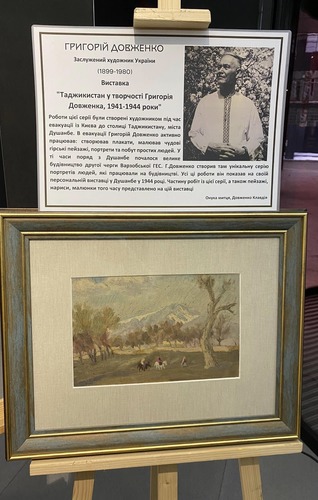 ГРИГОРІЙ ДОВЖЕНКО
Заслужений художник України
(1899-1980)
Виставка
"Таджикистан у творчості Григорія
Довженка, 1941-1944 роки"
Роботи цієї серії були створені художником під час
евакуації із Києва до столиці Таджикистану, міста
Душанбе. В евакуації Григорій Довженко активно
працював: створював плакати, малював чудові
гірські пейзажі, портрети та побут простих людей. У
ті часи поряд з Душанбе почалося велике
будівництво другої черги Варзобської ГЕС. Г.Довженко створив там унікальну серію
портретів людей, які працювали на будівництві. Усі ці роботи він показав на своїй
персональній виставці у Душанбе у 1944 році. Частину робіт із цієї серії, а також пейзажі,
нариси, малюнки того часу представлено на цій виставці
Онука митця, Довженко Клавдія